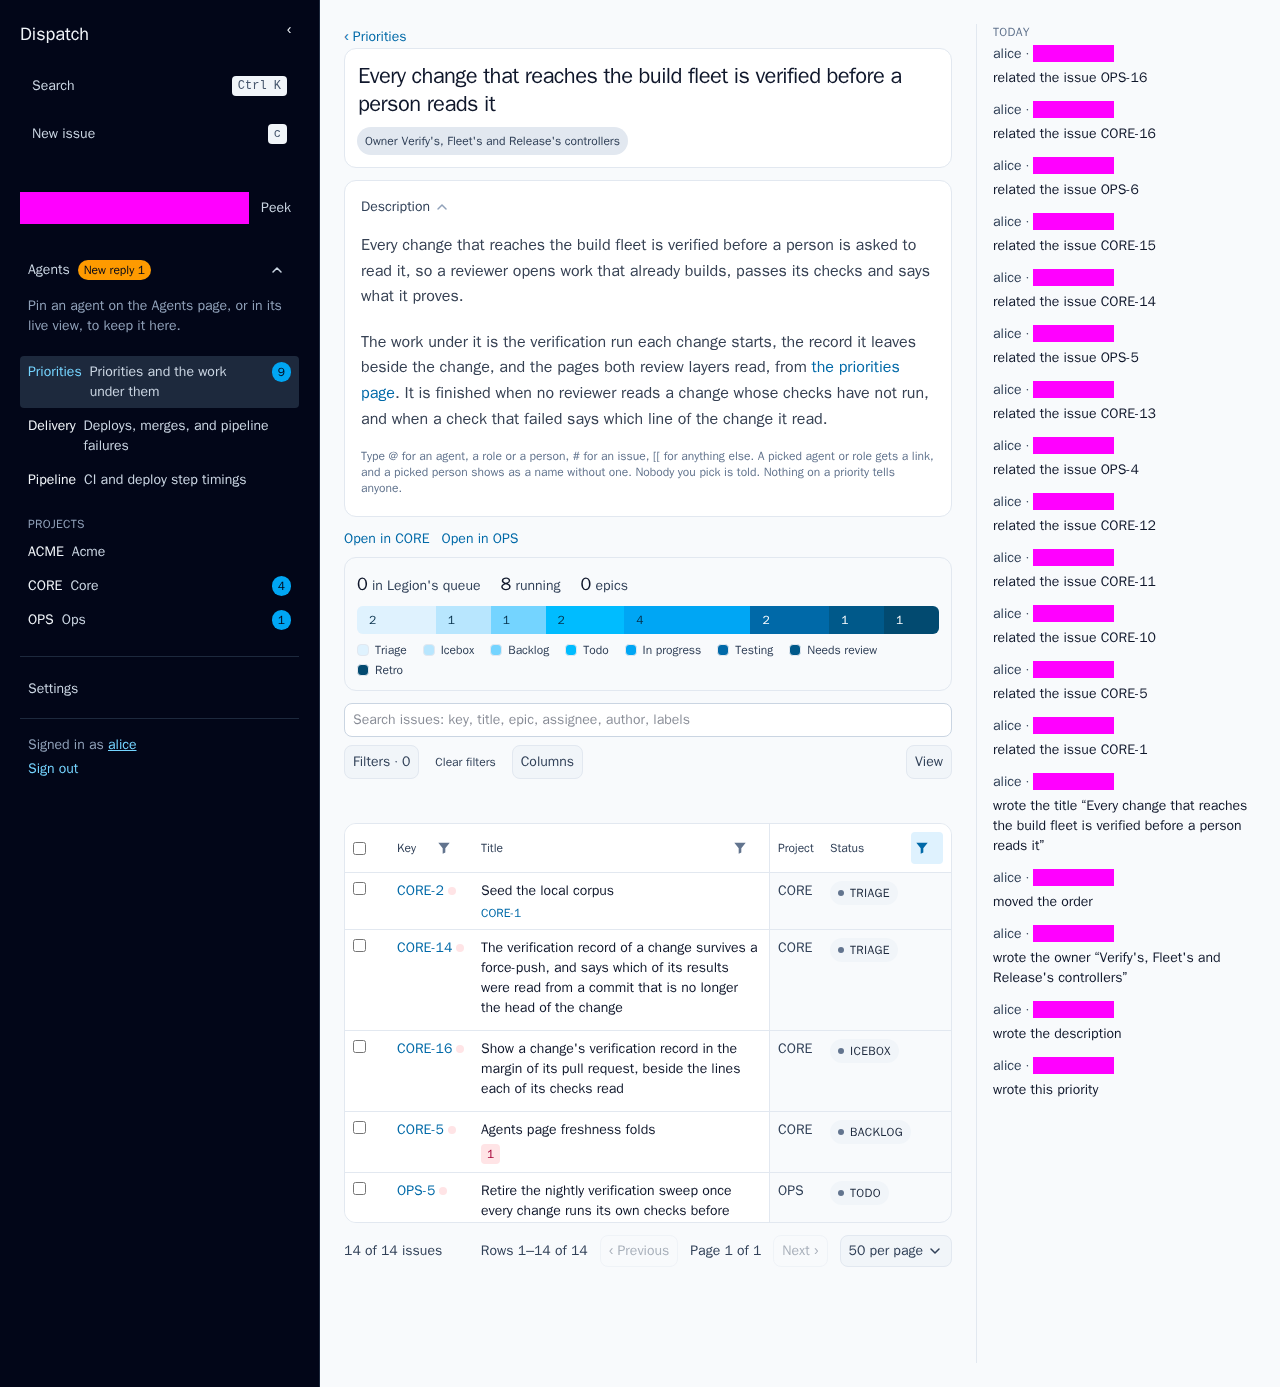 Dispatch ‹
Search Ctrl K
New issue c
Peek
Agents New reply 1
Pin an agent on the Agents page, or in its
live view, to keep it here.
Priorities Priorities and the work 9
under them
Delivery Deploys, merges, and pipeline
failures
Pipeline CI and deploy step timings
PROJECTS
ACME Acme
CORE Core 4
OPS Ops 1
Settings
Signed in as alice
Sign out
‹ Priorities
Every change that reaches the build fleet is verified before a
person reads it
Owner Verify's, Fleet's and Release's controllers
Description
Every change that reaches the build fleet is verified before a person is asked to
read it, so a reviewer opens work that already builds, passes its checks and says
what it proves.
The work under it is the verification run each change starts, the record it leaves
beside the change, and the pages both review layers read, from the priorities
page. It is finished when no reviewer reads a change whose checks have not run,
and when a check that failed says which line of the change it read.
Type @ for an agent, a role or a person, # for an issue, [[ for anything else. A picked agent or role gets a link,
and a picked person shows as a name without one. Nobody you pick is told. Nothing on a priority tells
anyone.
Open in CORE Open in OPS
0 in Legion's queue 8 running 0 epics
2 1 1 2 4 2 1 1
Triage Icebox Backlog Todo In progress Testing Needs review
Retro
Search issues: key, title, epic, assignee, author, labels
Filters · 0 Clear filters Columns View
Key Title Project Status
CORE-2 Seed the local corpus CORE TRIAGE
CORE-1
CORE-14 The verification record of a change survives a CORE TRIAGE
force-push, and says which of its results
were read from a commit that is no longer
the head of the change
CORE-16 Show a change's verification record in the CORE ICEBOX
margin of its pull request, beside the lines
each of its checks read
CORE-5 Agents page freshness folds CORE BACKLOG
1
OPS-5 Retire the nightly verification sweep once OPS TODO
every change runs its own checks before
14 of 14 issues Rows 1–14 of 14 ‹ Previous Page 1 of 1 Next › 50 per page
TODAY
alice ·
related the issue OPS-16
alice ·
related the issue CORE-16
alice ·
related the issue OPS-6
alice ·
related the issue CORE-15
alice ·
related the issue CORE-14
alice ·
related the issue OPS-5
alice ·
related the issue CORE-13
alice ·
related the issue OPS-4
alice ·
related the issue CORE-12
alice ·
related the issue CORE-11
alice ·
related the issue CORE-10
alice ·
related the issue CORE-5
alice ·
related the issue CORE-1
alice ·
wrote the title “Every change that reaches
the build fleet is verified before a person
reads it”
alice ·
moved the order
alice ·
wrote the owner “Verify's, Fleet's and
Release's controllers”
alice ·
wrote the description
alice ·
wrote this priority